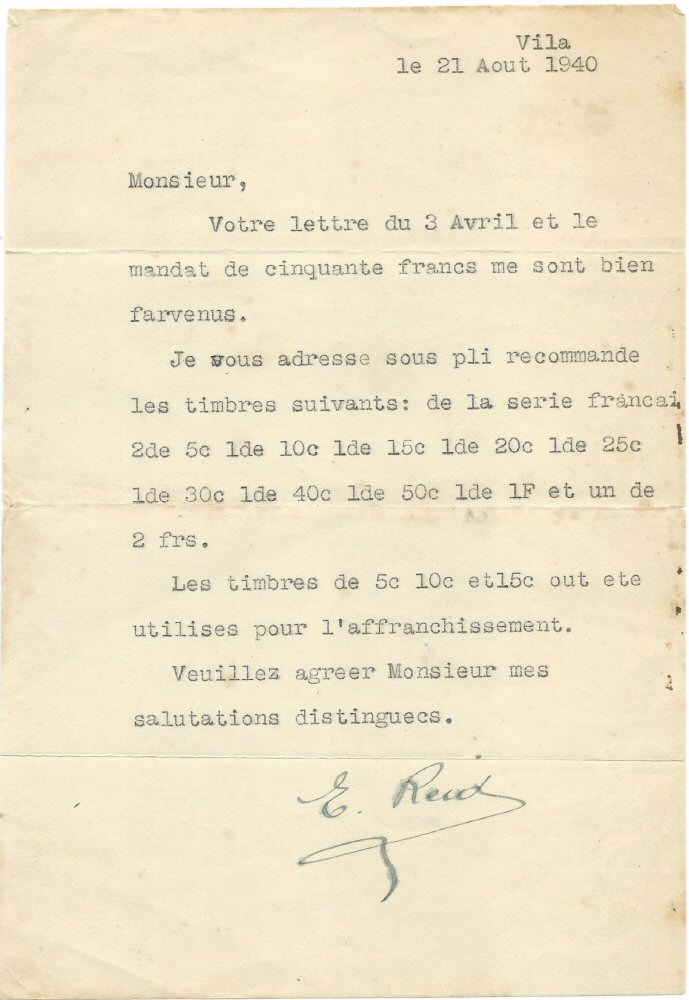 Vila
le 21 Aout 1940
Monsieur,
Votre lettre du 3 Avril et le
mandat de cinquante francs me sont bien
farvenus.
Je vous adresse sous pli recommande
les timbres suivants: de la serie francai
2de 5c 1de 10c 1de 15c 1de 20c 1de 25c
1de 30c 1de 40c 1de 50c 1de 1F et un de
2 frs.
Les timbres de 5c 10c et15c out ete
utilises pour l'affranchissement.
Veuillez agreer Monsieur mes
salutations distinguecs.
E. Reid